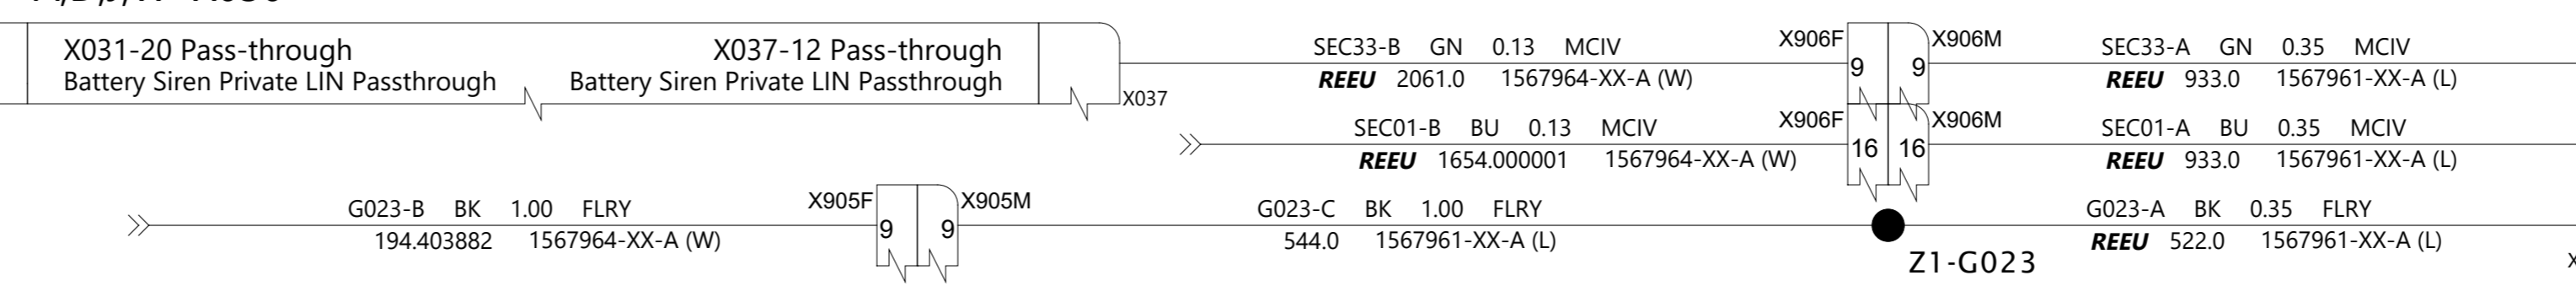 X031-20 Pass-through
Battery Siren Private LIN Passthrough
X037-12 Pass-through
Battery Siren Private LIN Passthrough
X037
SEC33-B GN 0.13 MCIV
REEU 2061.0 1567964-XX-A (W)
X906F
9
9
X906M
SEC33-A GN 0.35 MCIV
REEU 933.0 1567961-XX-A (L)
SEC01-B BU 0.13 MCIV
REEU 1654.000001 1567964-XX-A (W)
X906F
16
16
X906M
SEC01-A BU 0.35 MCIV
REEU 933.0 1567961-XX-A (L)
G023-B BK 1.00 FLRY
194.403882 1567964-XX-A (W)
X905F
9
9
X905M
G023-C BK 1.00 FLRY
544.0 1567961-XX-A (L)
Z1-G023
G023-A BK 0.35 FLRY
REEU 522.0 1567961-XX-A (L)